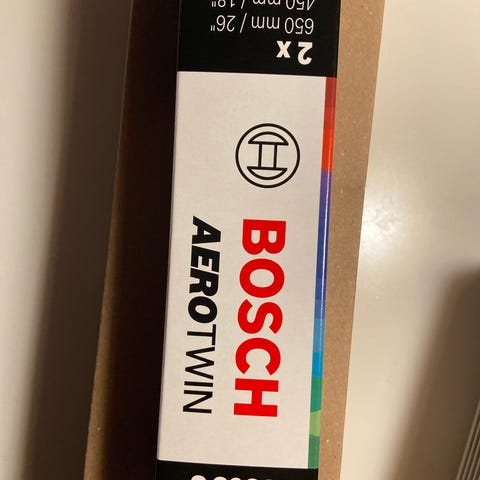 2 x
650 mm / 26"
450 mm / 18"
BOSCH
AEROTWIN